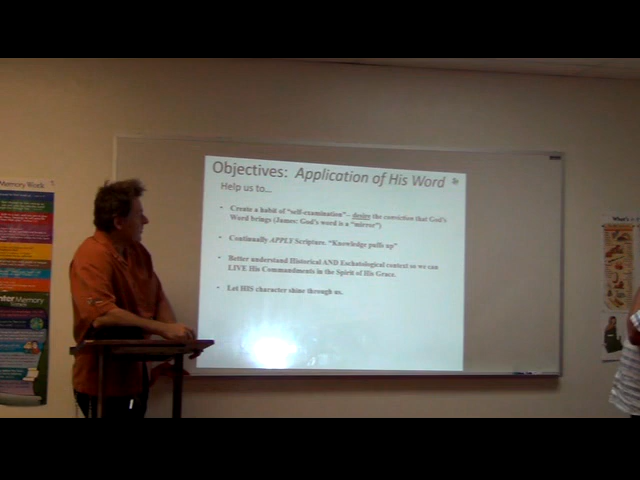 Objectives: Application of His Word
Help us to...
• Create a habit of "self-examination"– desire the conviction that God's
Word brings (James: God's word is a "mirror")
• Continually APPLY Scripture. "Knowledge puffs up"
• Better understand Historical AND Eschatological context so we can
LIVE His Commandments in the Spirit of His Grace.
• Let HIS character shine through us.
Memory
Memory
What's